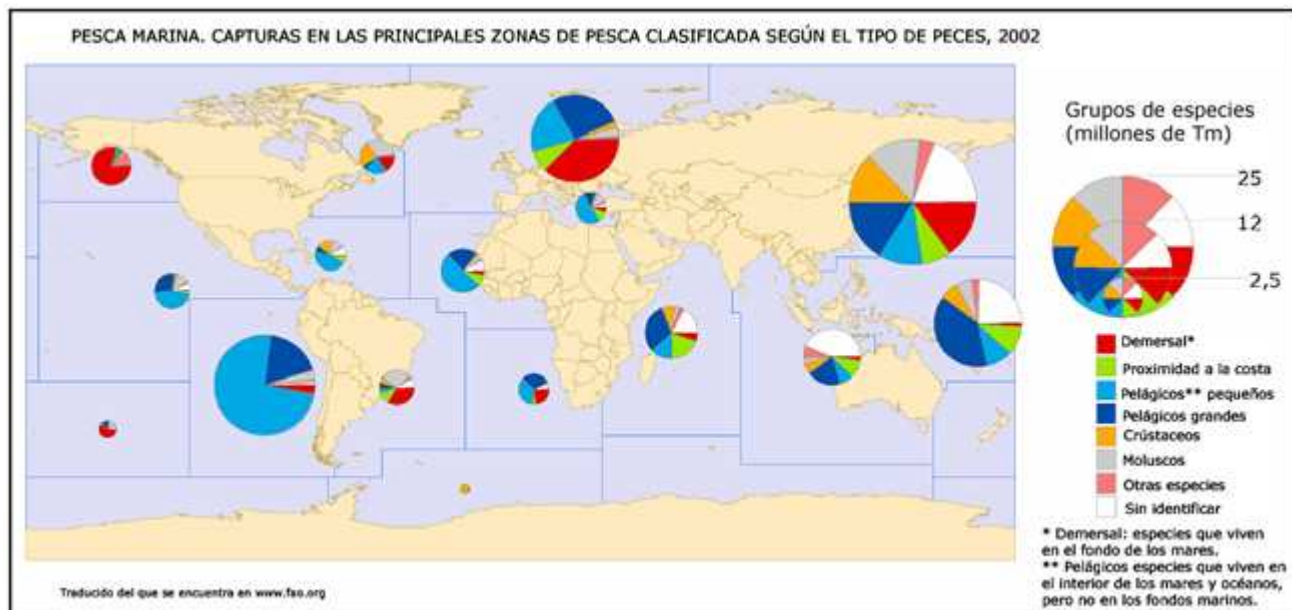 PESCA MARINA. CAPTURAS EN LAS PRINCIPALES ZONAS DE PESCA CLASIFICADA SEGÚN EL TIPO DE PECES, 2002
Grupos de especies
(millones de Tm)
25
12
2,5
Demersal*
Proximidad a la costa
Pelágicos** pequeños
Pelágicos grandes
Crústaceos
Moluscos
Otras especies
Sin identificar
* Demersal: especies que viven
en el fondo de los mares.
** Pelágicos especies que viven en
el interior de los mares y océanos,
pero no en los fondos marinos.
Traducido del que se encuentra en www.fao.org